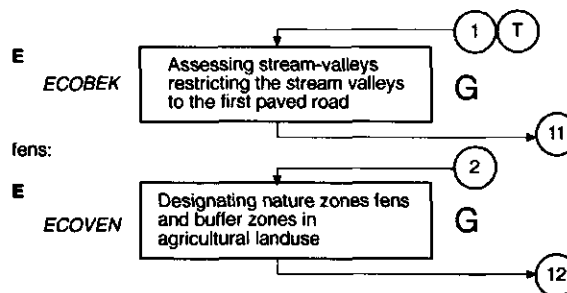 1 T
E
Assessing stream-valleys
restricting the stream valleys
to the first paved road
ECOBEK
G
11
fens:
2
E
Designating nature zones fens
and buffer zones in
agricultural landuse
ECOVEN
G
12